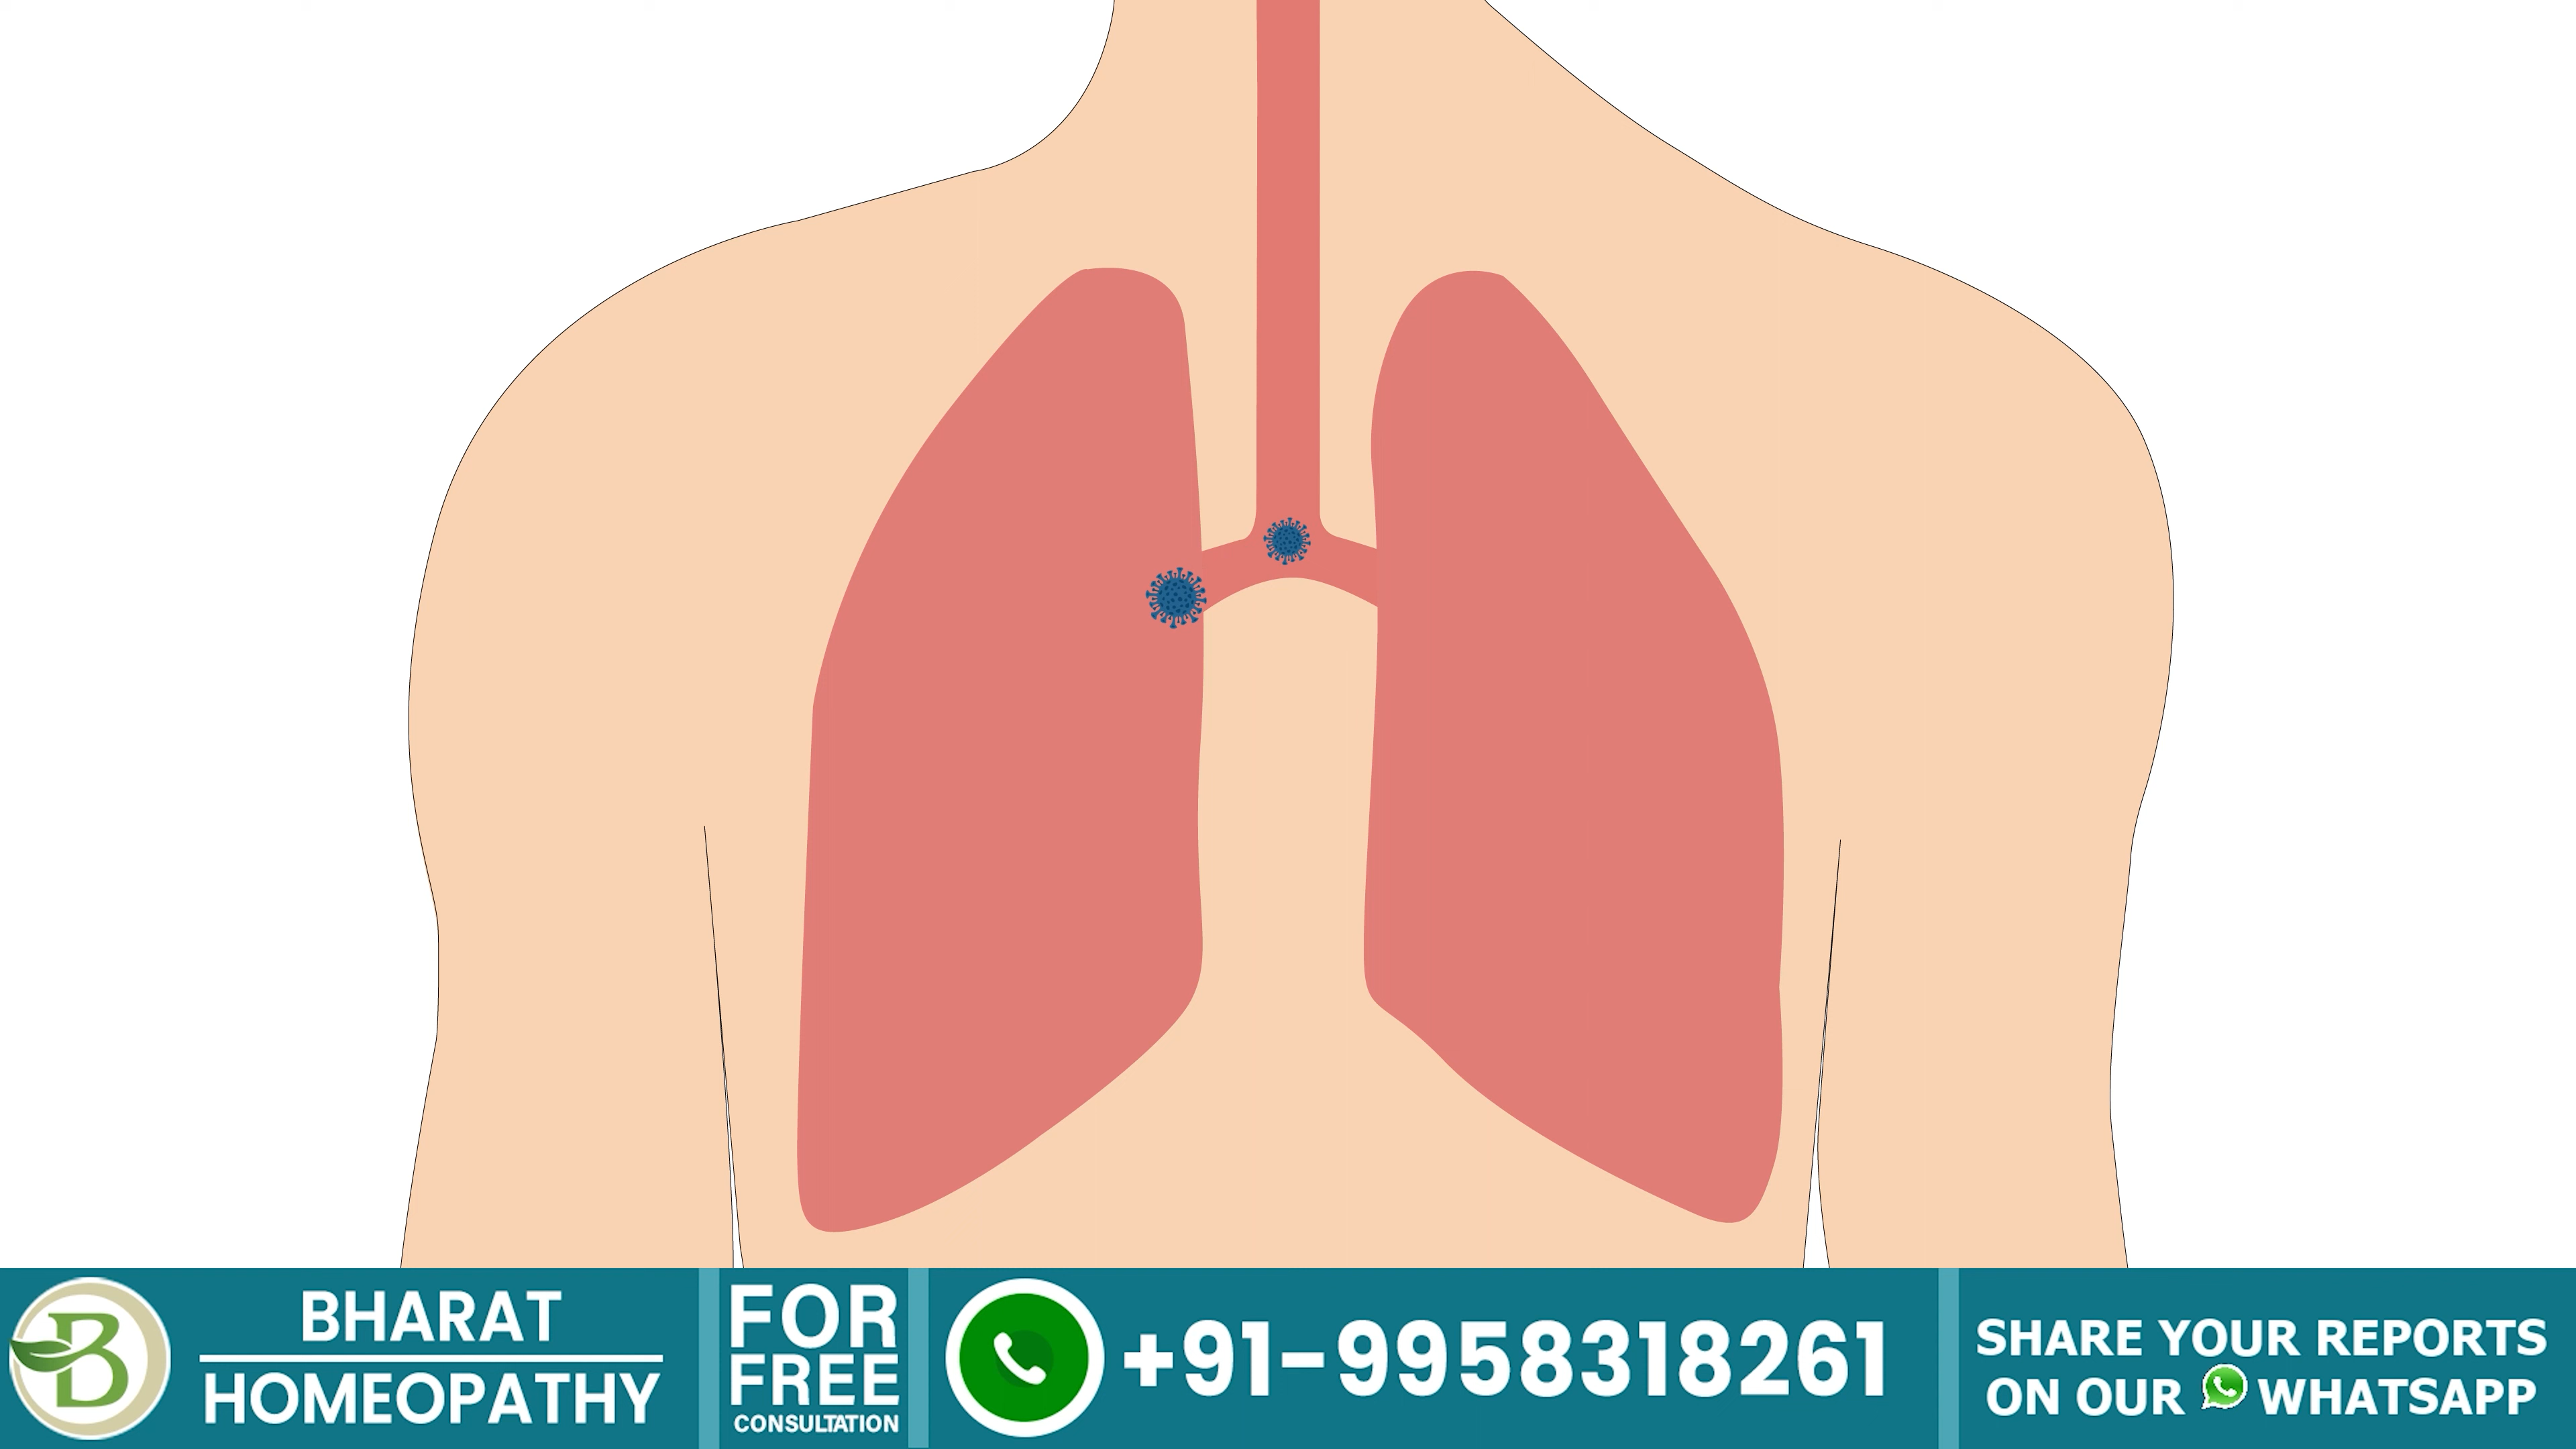 B
BHARAT
HOMEOPATHY
FOR
FREE
CONSULTATION
+91-9958318261
SHARE YOUR REPORTS
ON OUR WHATSAPP